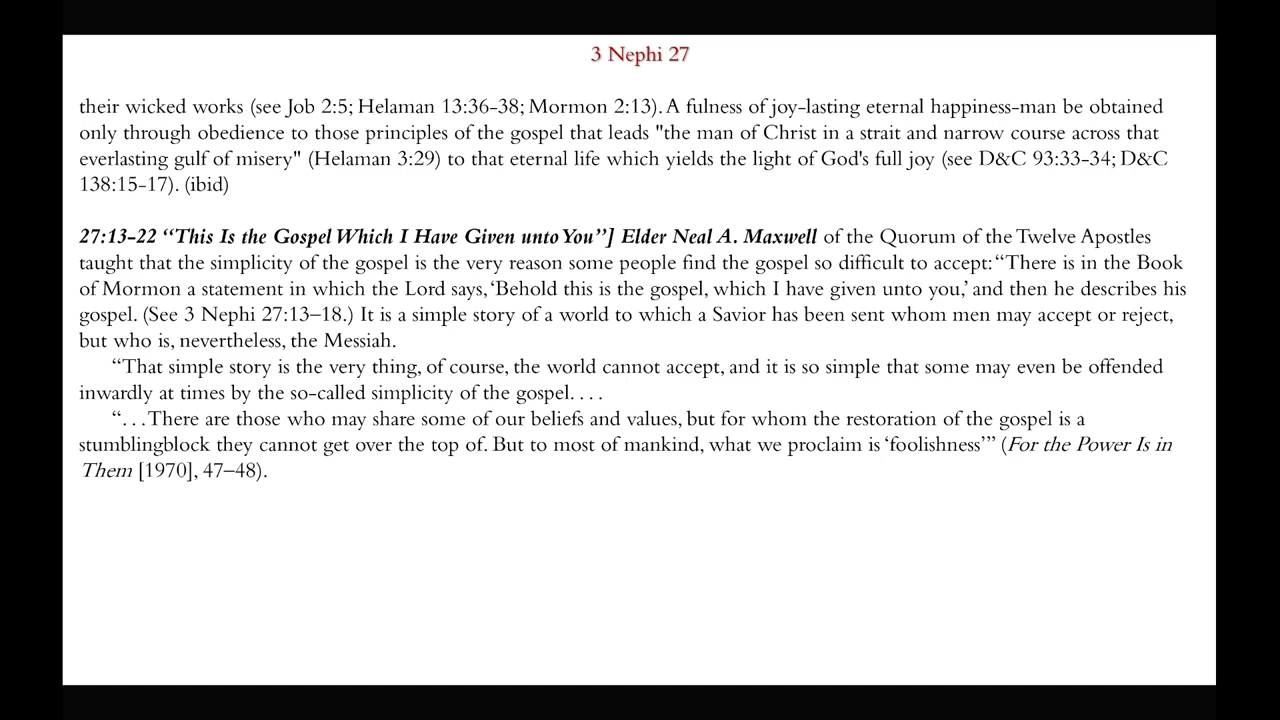 3 Nephi 27
their wicked works (see Job 2:5; Helaman 13:36-38; Mormon 2:13). A fulness of joy-lasting eternal happiness-man be obtained
only through obedience to those principles of the gospel that leads "the man of Christ in a strait and narrow course across that
everlasting gulf of misery" (Helaman 3:29) to that eternal life which yields the light of God's full joy (see D&C 93:33-34; D&C
138:15-17). (ibid)
27:13-22 “This Is the Gospel Which I Have Given unto You”] Elder Neal A. Maxwell of the Quorum of the Twelve Apostles
taught that the simplicity of the gospel is the very reason some people find the gospel so difficult to accept: “There is in the Book
of Mormon a statement in which the Lord says, ‘Behold this is the gospel, which I have given unto you,’ and then he describes his
gospel. (See 3 Nephi 27:13–18.) It is a simple story of a world to which a Savior has been sent whom men may accept or reject,
but who is, nevertheless, the Messiah.
“That simple story is the very thing, of course, the world cannot accept, and it is so simple that some may even be offended
inwardly at times by the so-called simplicity of the gospel. . . .
“. . . There are those who may share some of our beliefs and values, but for whom the restoration of the gospel is a
stumblingblock they cannot get over the top of. But to most of mankind, what we proclaim is ‘foolishness’” (For the Power Is in
Them [1970], 47–48).